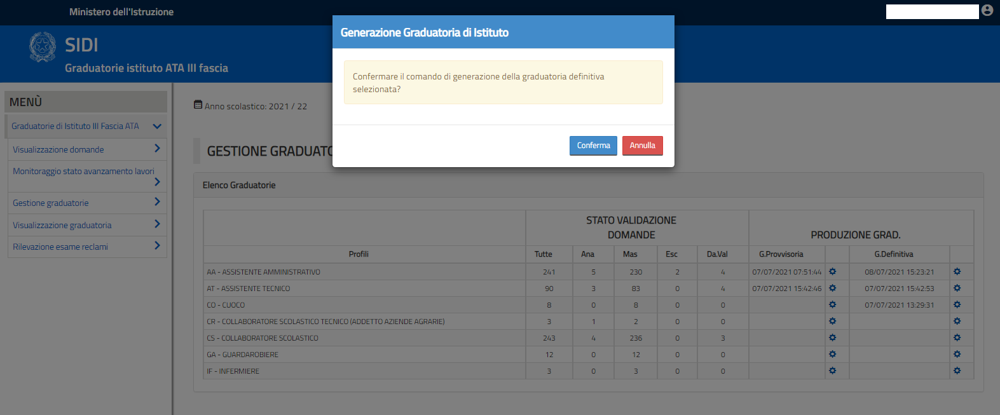 Ministero dell'Istruzione
SIDI
Graduatorie istituto ATA III fascia
Generazione Graduatoria di Istituto
Confermare il comando di generazione della graduatoria definitiva
selezionata?
Conferma Annulla
MENÙ
Graduatorie di Istituto III Fascia ATA
Visualizzazione domande
Monitoraggio stato avanzamento lavori
Gestione graduatorie
Visualizzazione graduatoria
Rilevazione esame reclami
Anno scolastico: 2021 / 22
GESTIONE GRADUATO
Elenco Graduatorie
STATO VALIDAZIONE
DOMANDE PRODUZIONE GRAD.
Profili Tutte Ana Mas Esc Da.Val G.Provvisoria G.Definitiva
AA - ASSISTENTE AMMINISTRATIVO 241 5 230 2 4 07/07/2021 07:51:44 08/07/2021 15:23:21
AT - ASSISTENTE TECNICO 90 3 83 0 4 07/07/2021 15:42:46 07/07/2021 15:42:53
CO - CUOCO 8 0 8 0 0 07/07/2021 13:29:31
CR - COLLABORATORE SCOLASTICO TECNICO (ADDETTO AZIENDE AGRARIE) 3 1 2 0 0
CS - COLLABORATORE SCOLASTICO 243 4 236 0 3
GA - GUARDAROBIERE 12 0 12 0 0
IF - INFERMIERE 3 0 3 0 0